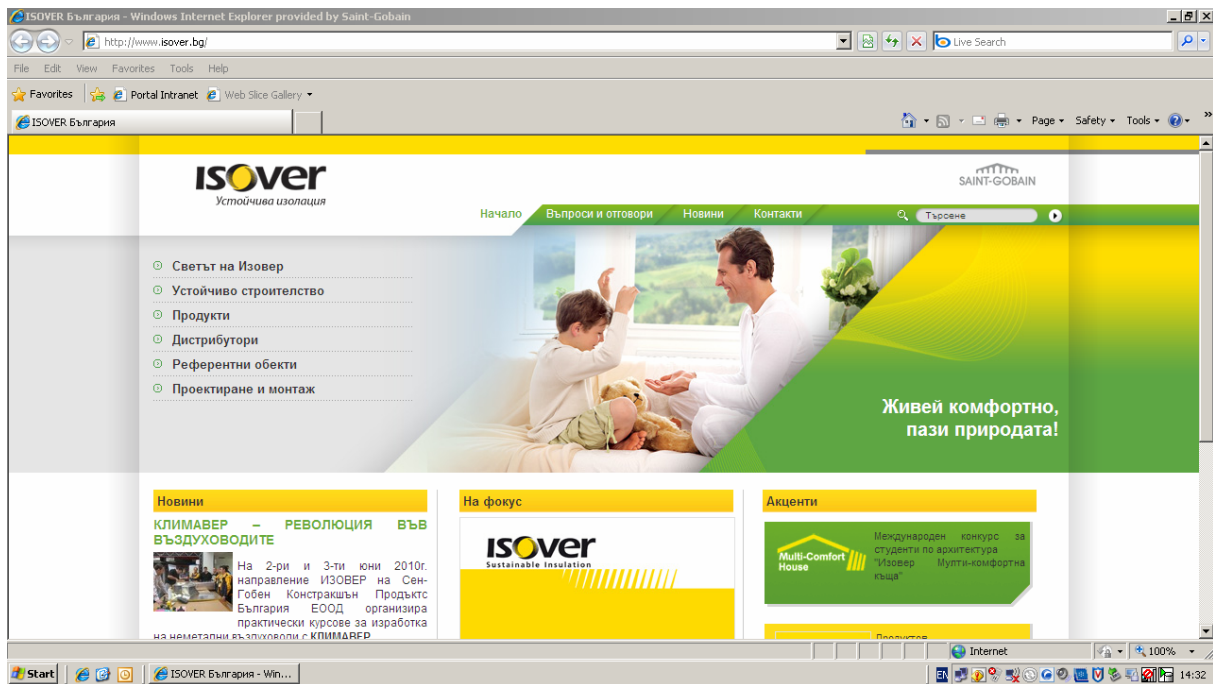 ISOVER България - Windows Internet Explorer provided by Saint-Gobain
http://www.isover.bg/
Live Search
File Edit View Favorites Tools Help
Favorites Portal Intranet Web Slice Gallery
ISOVER България
Page Safety Tools
ISOVER
Устойчива изолация
SAINT-GOBAIN
Начало Въпроси и отговори Новини Контакти Търсене
Светът на Изовер
Устойчиво строителство
Продукти
Дистрибутори
Референтни обекти
Проектиране и монтаж
Живей комфортно,
пази природата!
Новини
КЛИМАВЕР – РЕВОЛЮЦИЯ ВЪВ
ВЪЗДУХОВОДИТЕ
На 2-ри и 3-ти юни 2010г.
направление ИЗОВЕР на Сен-
Гобен Констракшън Продъктс
България ЕООД организира
практически курсове за изработка
на неметални въздуховоди с КЛИМАВЕР
На фокус
ISOVER
Sustainable Insulation
Акценти
Multi-Comfort
House
Международен конкурс за
студенти по архитектура
"Изовер Мулти-комфортна
къща"
Продуктов
Internet 100%
Start ISOVER България - Win... EN 14:32